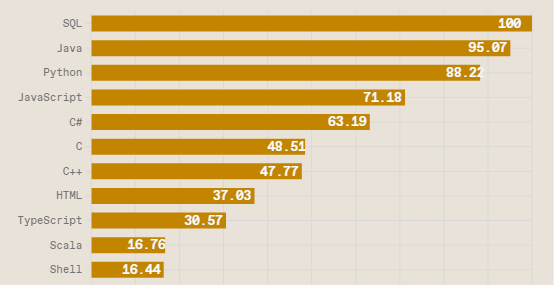 SQL 100
Java 95.07
Python 88.22
JavaScript 71.18
C# 63.19
C 48.51
C++ 47.77
HTML 37.03
TypeScript 30.57
Scala 16.76
Shell 16.44